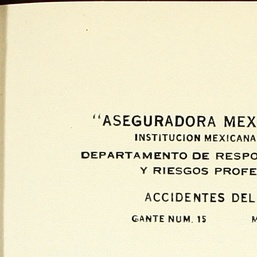 "ASEGURADORA MEX
INSTITUCION MEXICANA
DEPARTAMENTO DE RESPO
Y RIESGOS PROFE
ACCIDENTES DEL
GANTE NUM. 15 M